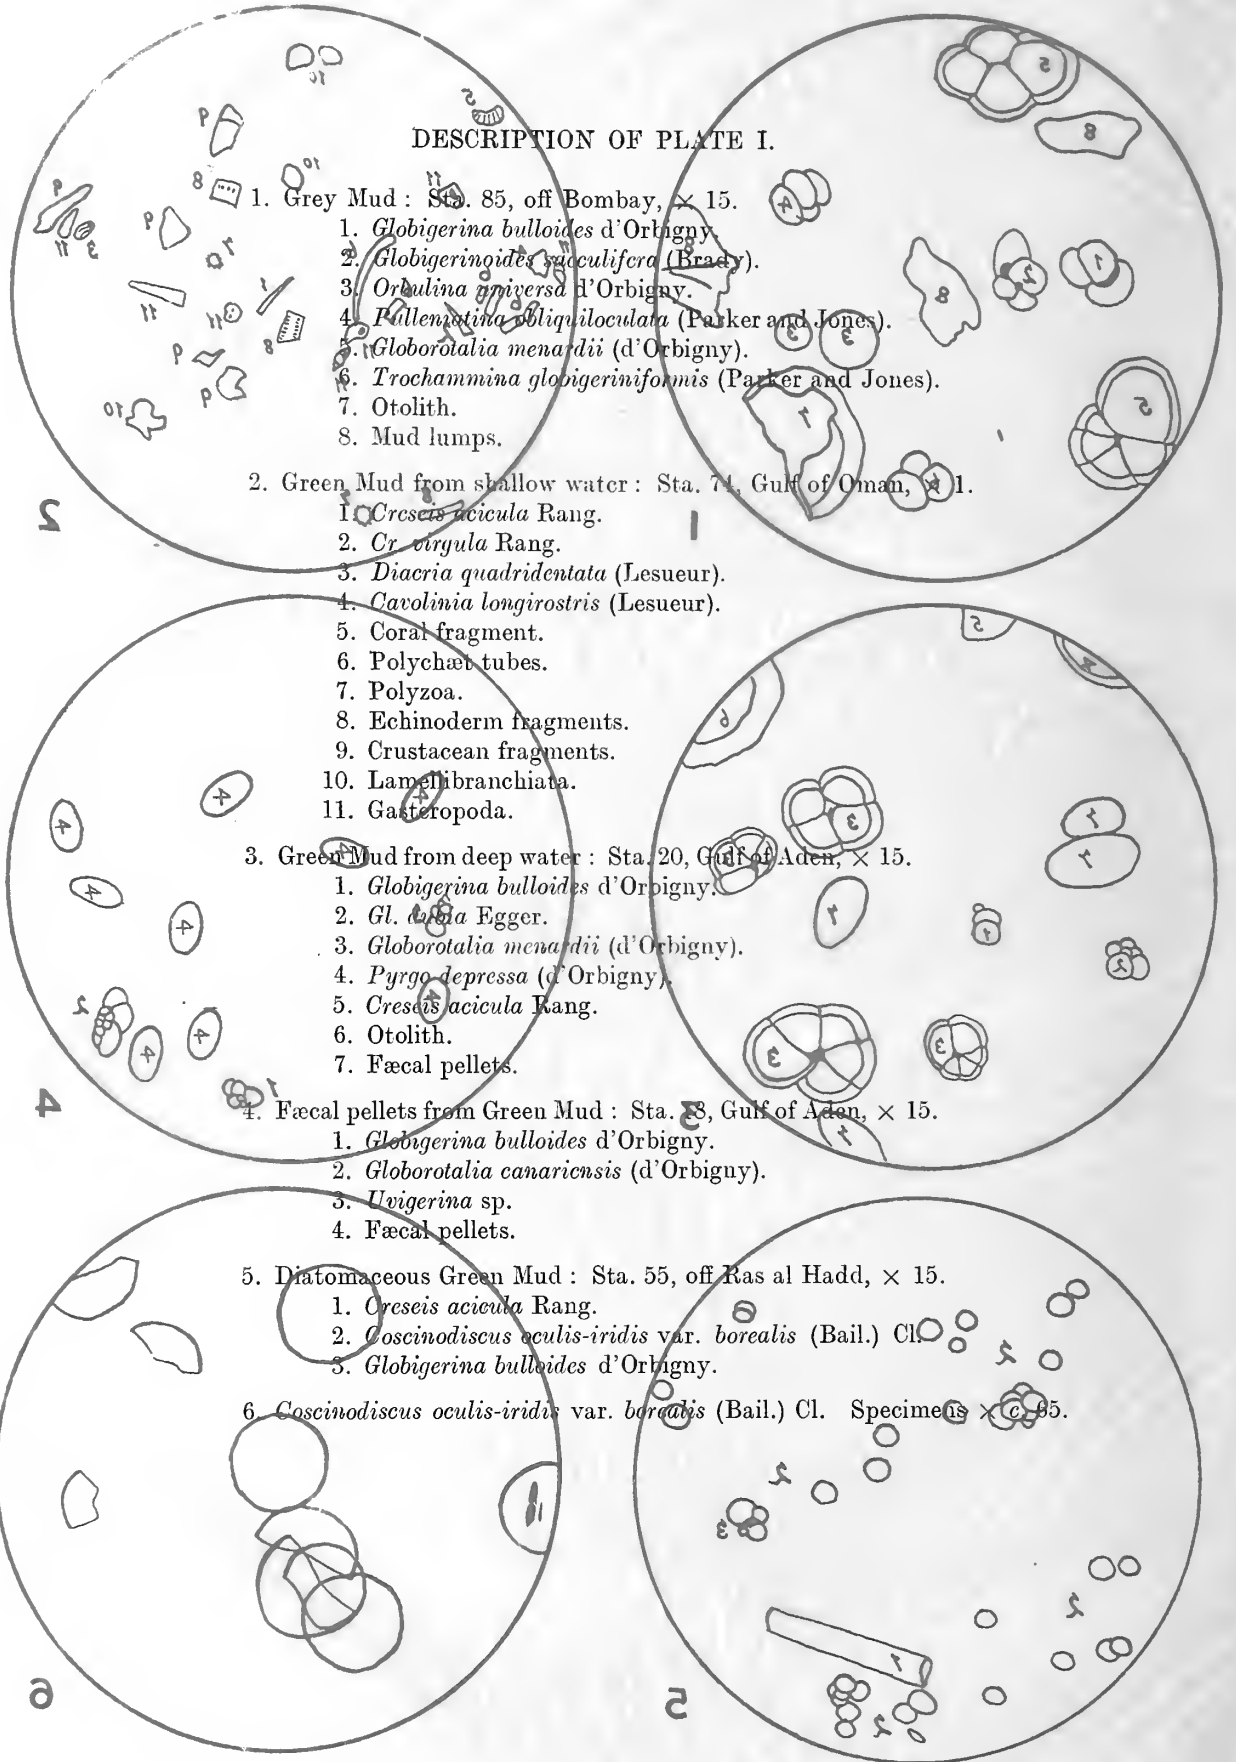 DESCRIPTION OF PLATE I.
1. Grey Mud : Sta. 85, off Bombay, × 15.
1. Globigerina bulloides d'Orbigny.
2. Globigerinoides sacculifera (Brady).
3. Orbulina universa d'Orbigny.
4. Pulleniatina obliquiloculata (Parker and Jones).
5. Globorotalia menardii (d'Orbigny).
6. Trochammina globigeriniformis (Parker and Jones).
7. Otolith.
8. Mud lumps.
2. Green Mud from shallow water : Sta. 74, Gulf of Oman, × 1.
1. Creseis acicula Rang.
2. Cr. virgula Rang.
3. Diacria quadridentata (Lesueur).
4. Cavolinia longirostris (Lesueur).
5. Coral fragment.
6. Polychæt tubes.
7. Polyzoa.
8. Echinoderm fragments.
9. Crustacean fragments.
10. Lamellibranchiata.
11. Gasteropoda.
3. Green Mud from deep water : Sta. 20, Gulf of Aden, × 15.
1. Globigerina bulloides d'Orbigny.
2. Gl. dubia Egger.
3. Globorotalia menardii (d'Orbigny).
4. Pyrgo depressa (d'Orbigny).
5. Creseis acicula Rang.
6. Otolith.
7. Fæcal pellets.
4. Fæcal pellets from Green Mud : Sta. Gulf of Aden, × 15.
1. Globigerina bulloides d'Orbigny.
2. Globorotalia canariensis (d'Orbigny).
3. Uvigerina sp.
4. Fæcal pellets.
5. Diatomaceous Green Mud : Sta. 55, off Ras al Hadd, × 15.
1. Creseis acicula Rang.
2. Coscinodiscus oculis-iridis var. borealis (Bail.) Cl.
3. Globigerina bulloides d'Orbigny.
6. Coscinodiscus oculis-iridis var. borealis (Bail.) Cl. Specimens × c.